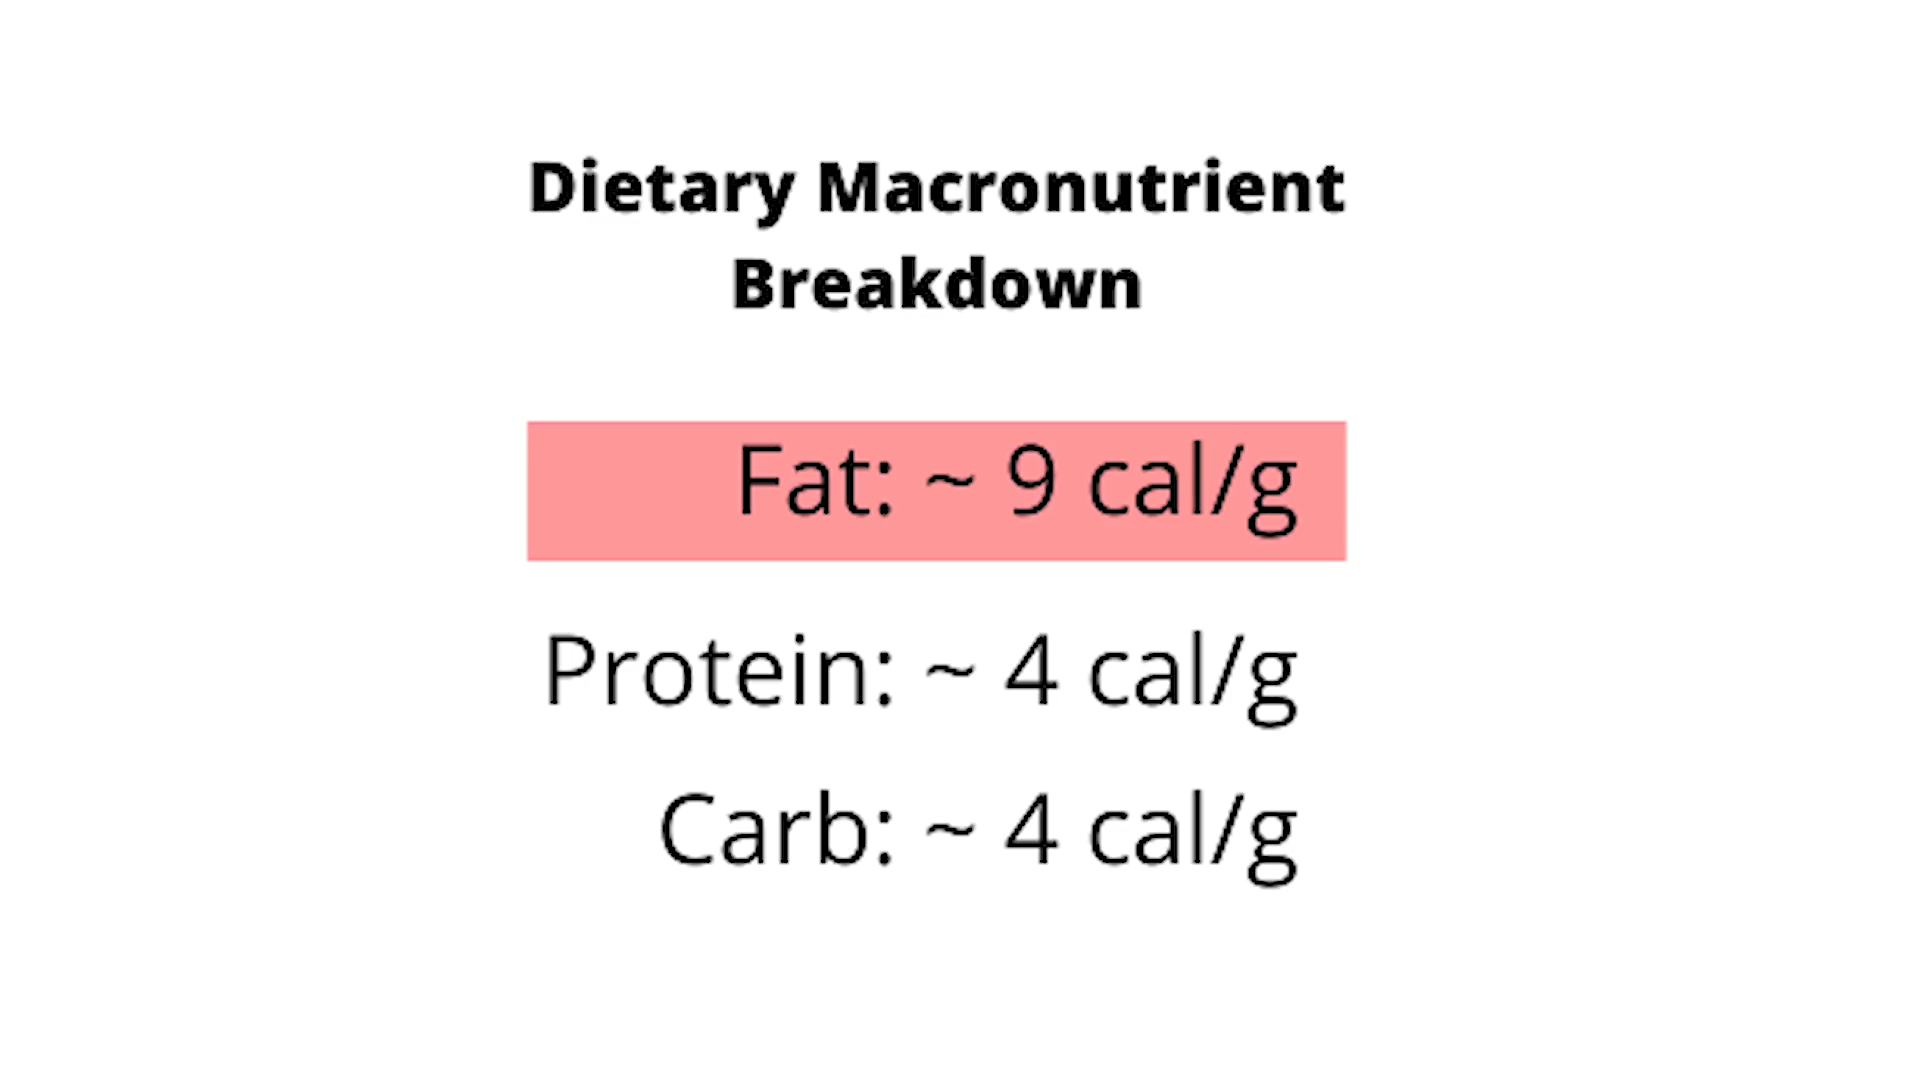 Dietary Macronutrient
Breakdown
Fat: ~ 9 cal/g
Protein: ~ 4 cal/g
Carb: ~ 4 cal/g